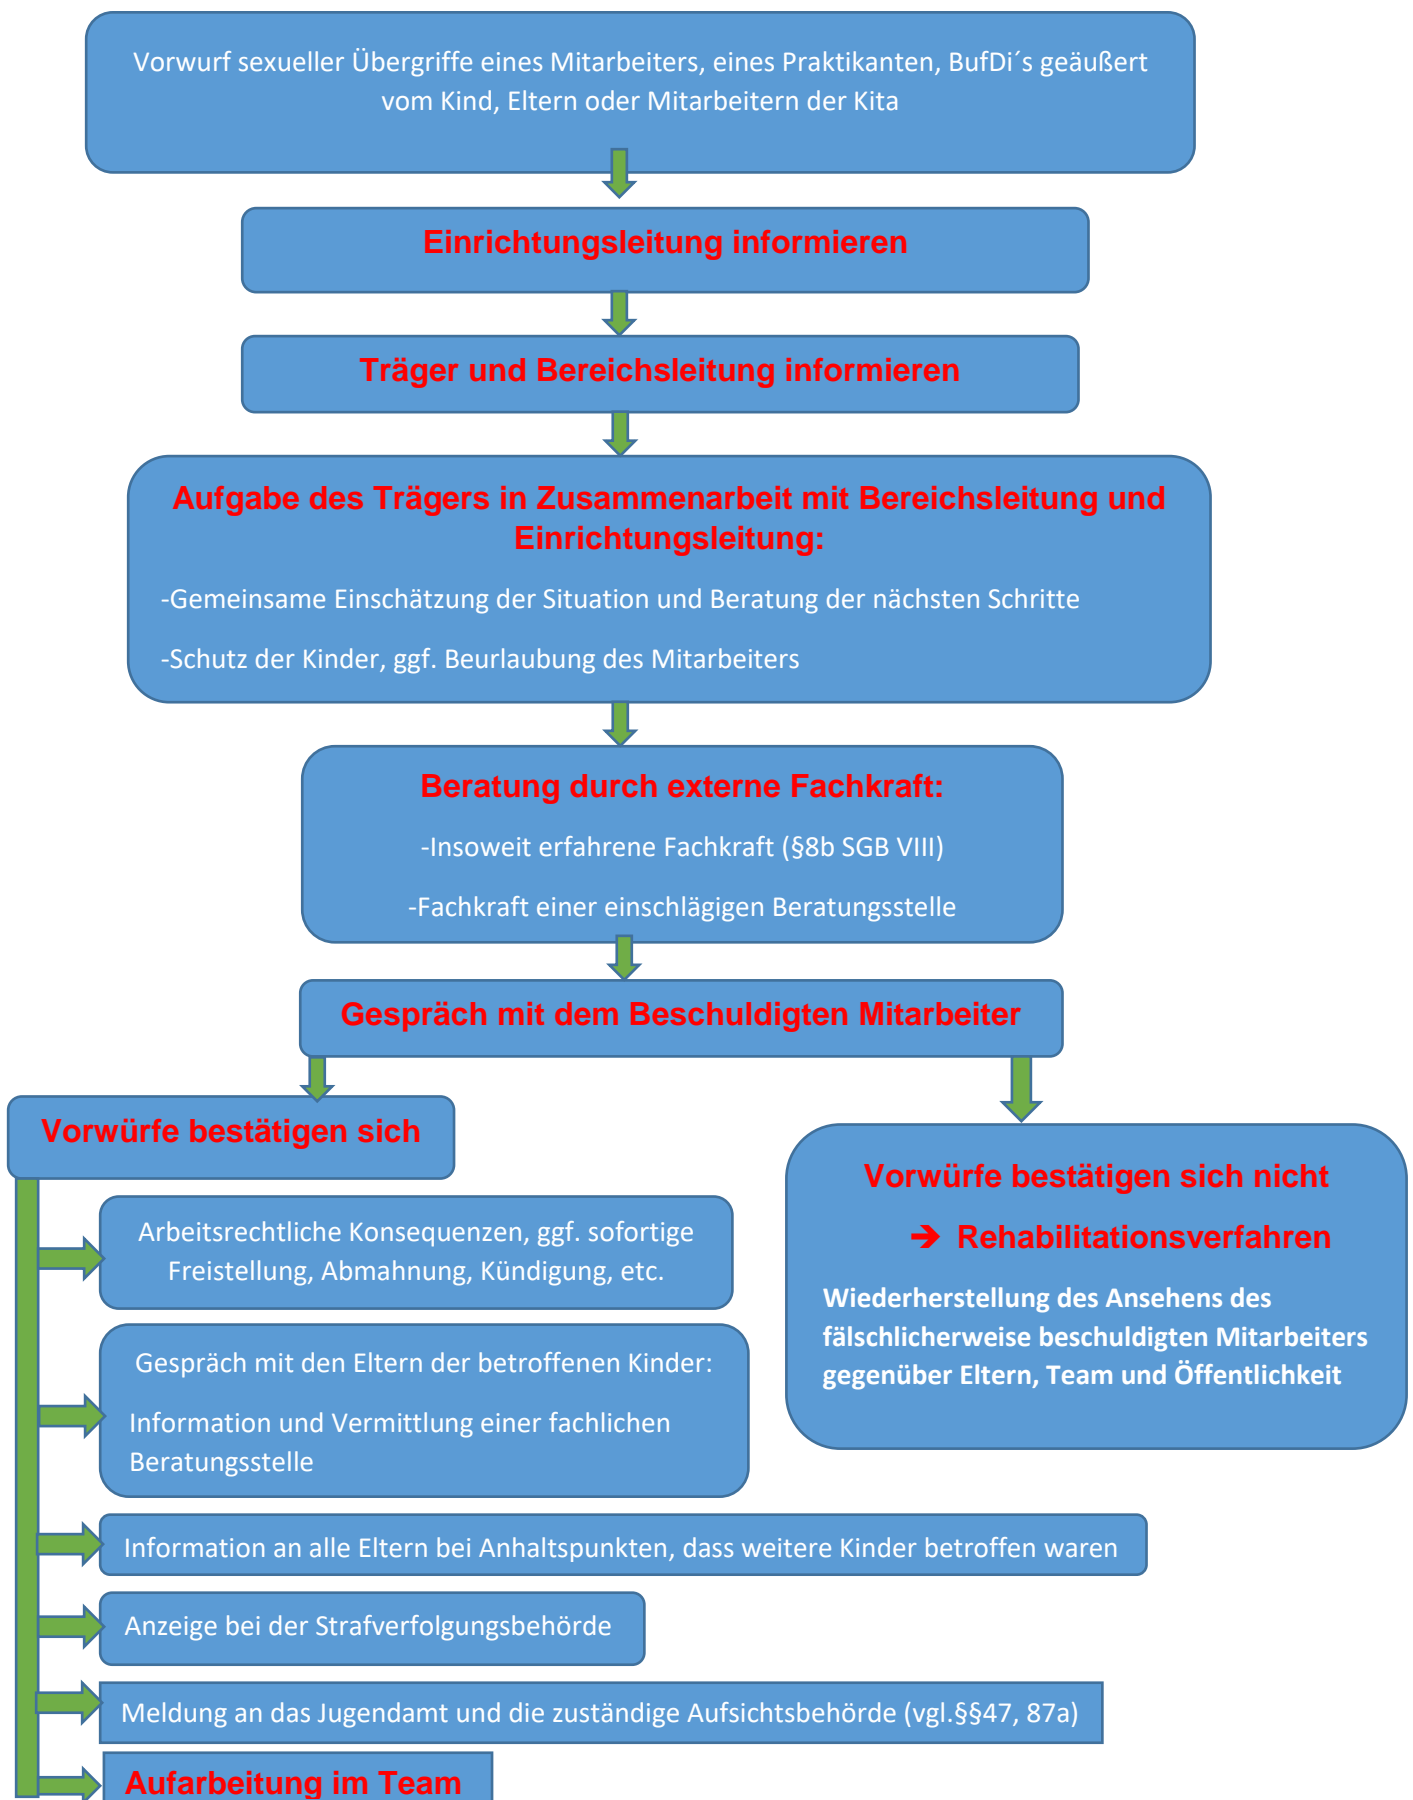 Vorwurf sexueller Übergriffe eines Mitarbeiters, eines Praktikanten, BufDi´s geäußert
vom Kind, Eltern oder Mitarbeitern der Kita
Einrichtungsleitung informieren
Träger und Bereichsleitung informieren
Aufgabe des Trägers in Zusammenarbeit mit Bereichsleitung und
Einrichtungsleitung:
-Gemeinsame Einschätzung der Situation und Beratung der nächsten Schritte
-Schutz der Kinder, ggf. Beurlaubung des Mitarbeiters
Beratung durch externe Fachkraft:
-Insoweit erfahrene Fachkraft (§8b SGB VIII)
-Fachkraft einer einschlägigen Beratungsstelle
Gespräch mit dem Beschuldigten Mitarbeiter
Vorwürfe bestätigen sich
Arbeitsrechtliche Konsequenzen, ggf. sofortige
Freistellung, Abmahnung, Kündigung, etc.
Gespräch mit den Eltern der betroffenen Kinder:
Information und Vermittlung einer fachlichen
Beratungsstelle
Information an alle Eltern bei Anhaltspunkten, dass weitere Kinder betroffen waren
Anzeige bei der Strafverfolgungsbehörde
Meldung an das Jugendamt und die zuständige Aufsichtsbehörde (vgl.§§47, 87a)
Aufarbeitung im Team
Vorwürfe bestätigen sich nicht
➔ Rehabilitationsverfahren
Wiederherstellung des Ansehens des
fälschlicherweise beschuldigten Mitarbeiters
gegenüber Eltern, Team und Öffentlichkeit